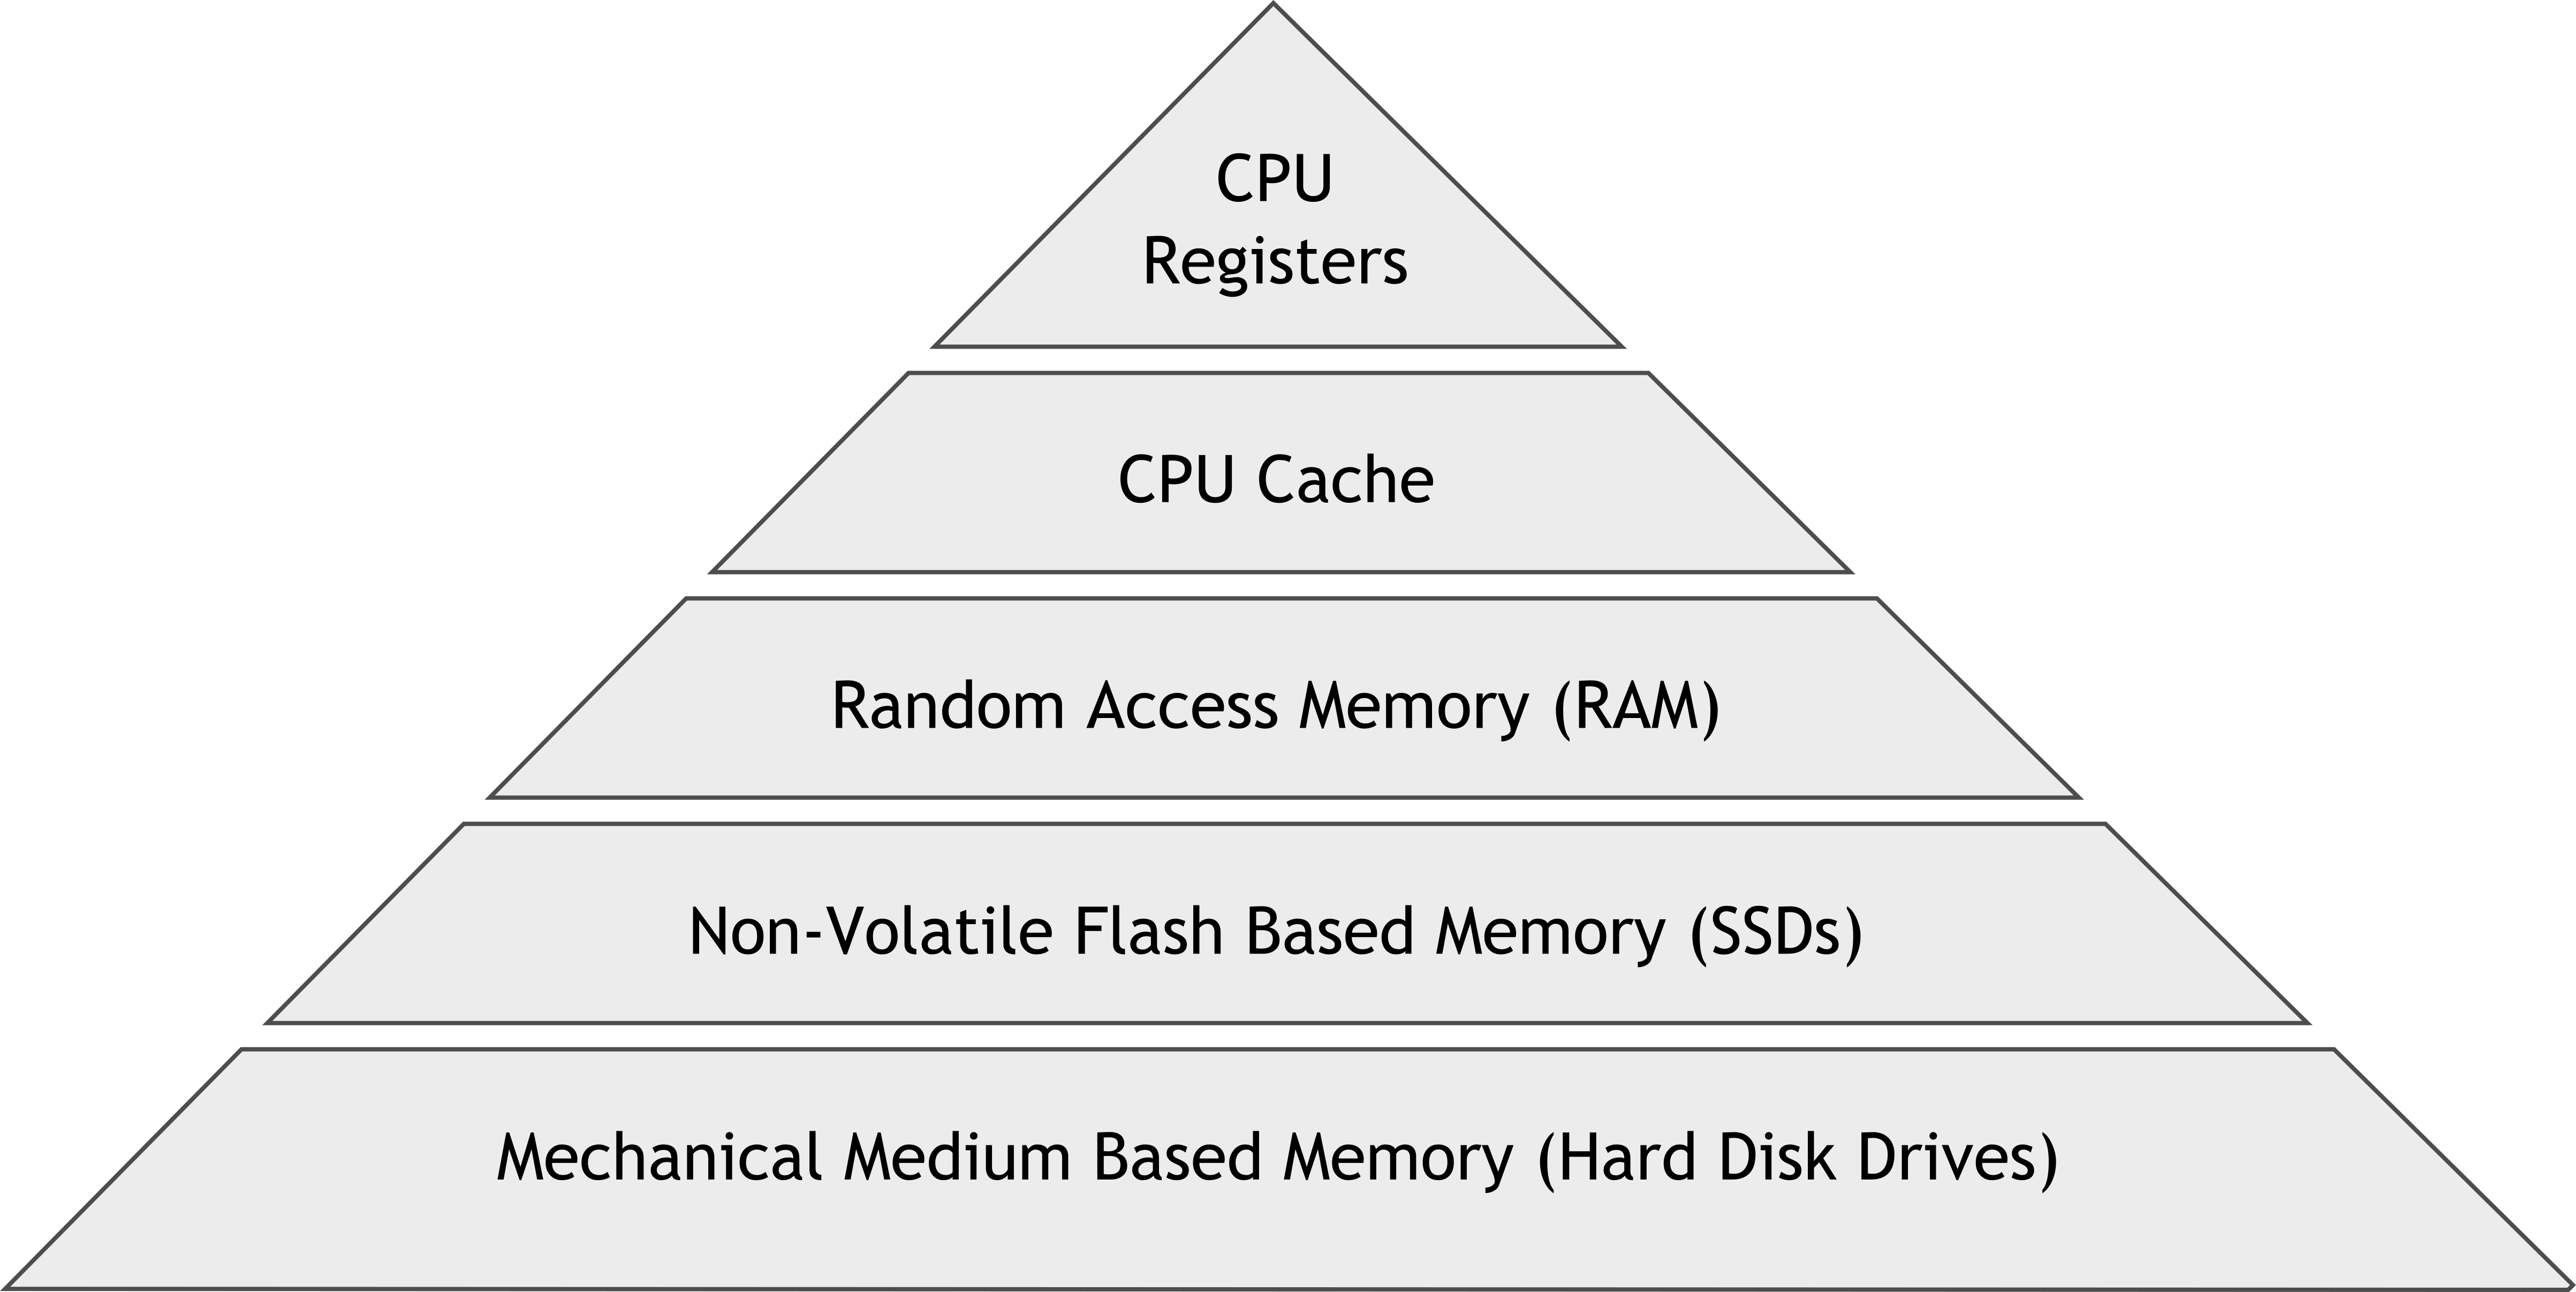 CPU
Registers
CPU Cache
Random Access Memory (RAM)
Non-Volatile Flash Based Memory (SSDs)
Mechanical Medium Based Memory (Hard Disk Drives)